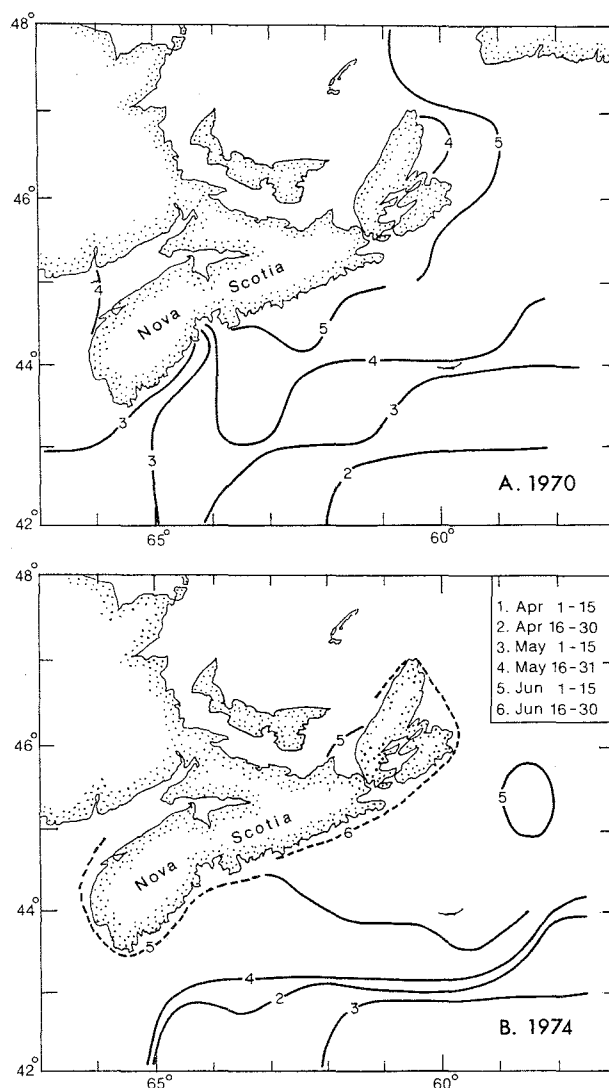 48°
46°
44°
42°
4
5
4
Nova
Scotia
5
4
3
3
3
2
A. 1970
65°
60°
48°
1. Apr 1-15
2. Apr 16-30
3. May 1-15
4. May 16-31
5. Jun 1-15
6. Jun 16-30
46°
5
5
Nova
Scotia
6
44°
5
4
2
3
B. 1974
42°
65°
60°